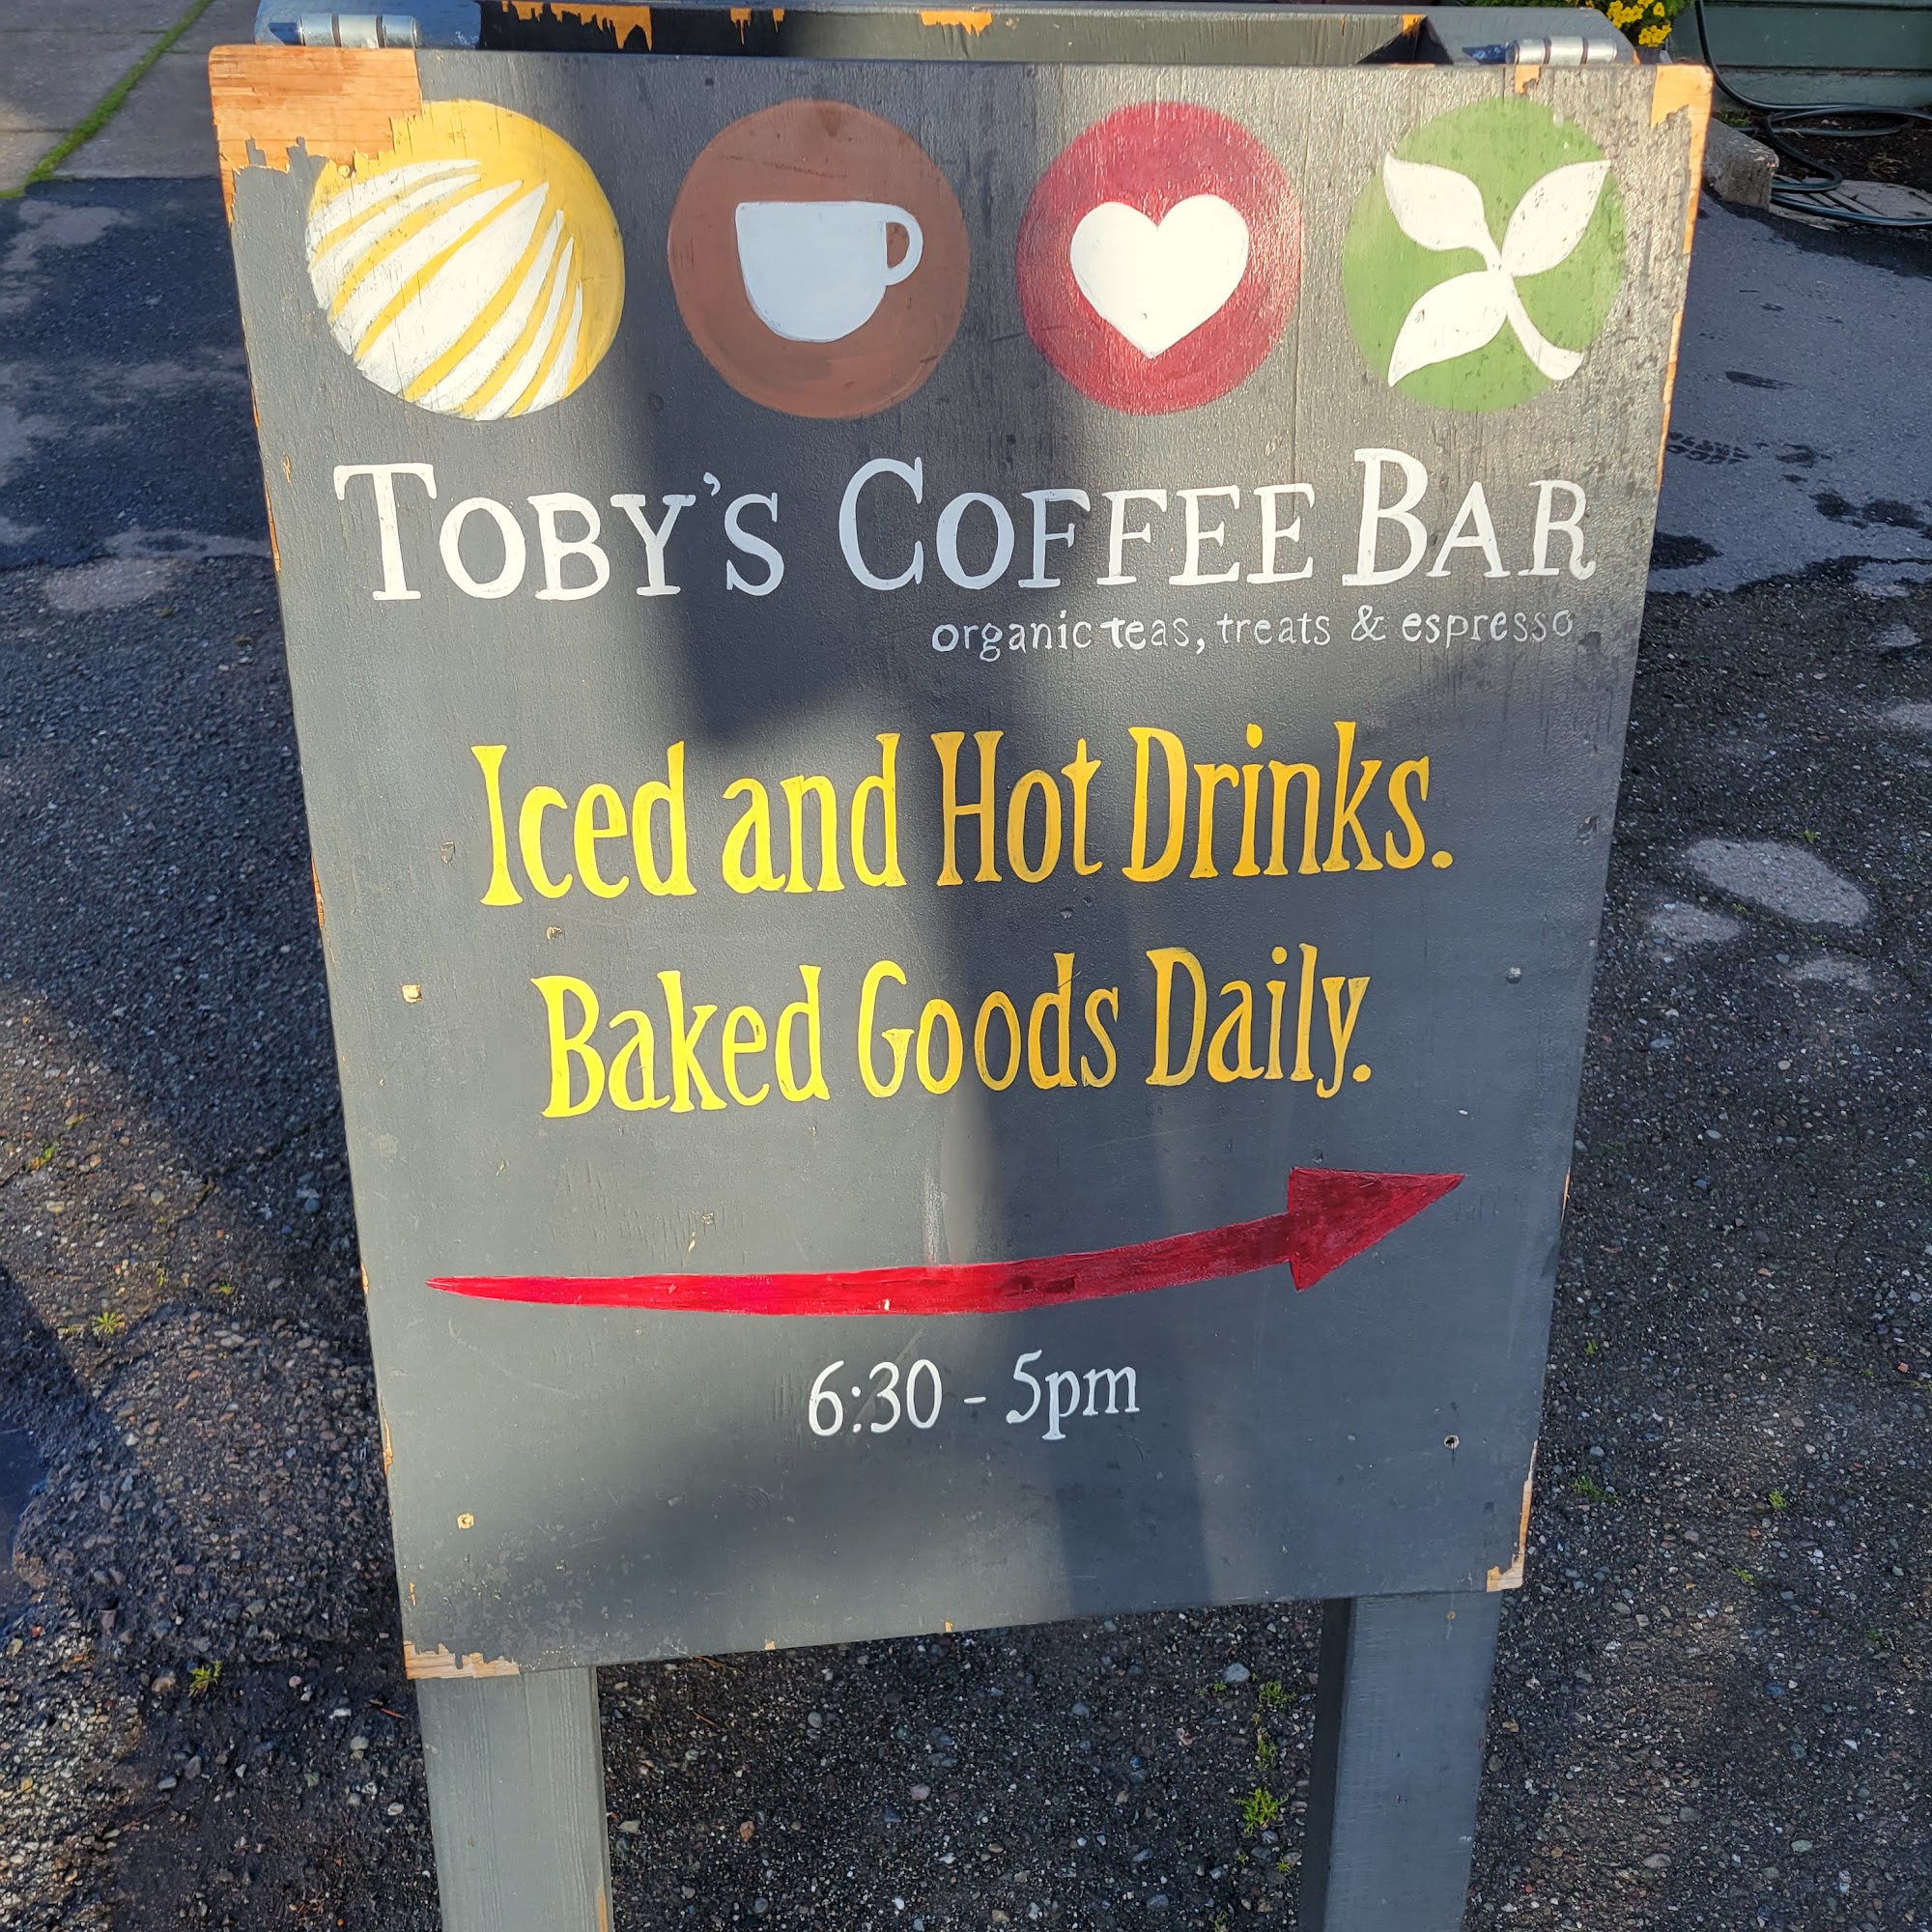 TOBY'S COFFEE BAR
organic teas, treats & espresso
Iced and Hot Drinks.
Baked Goods Daily.
6:30 - 5pm